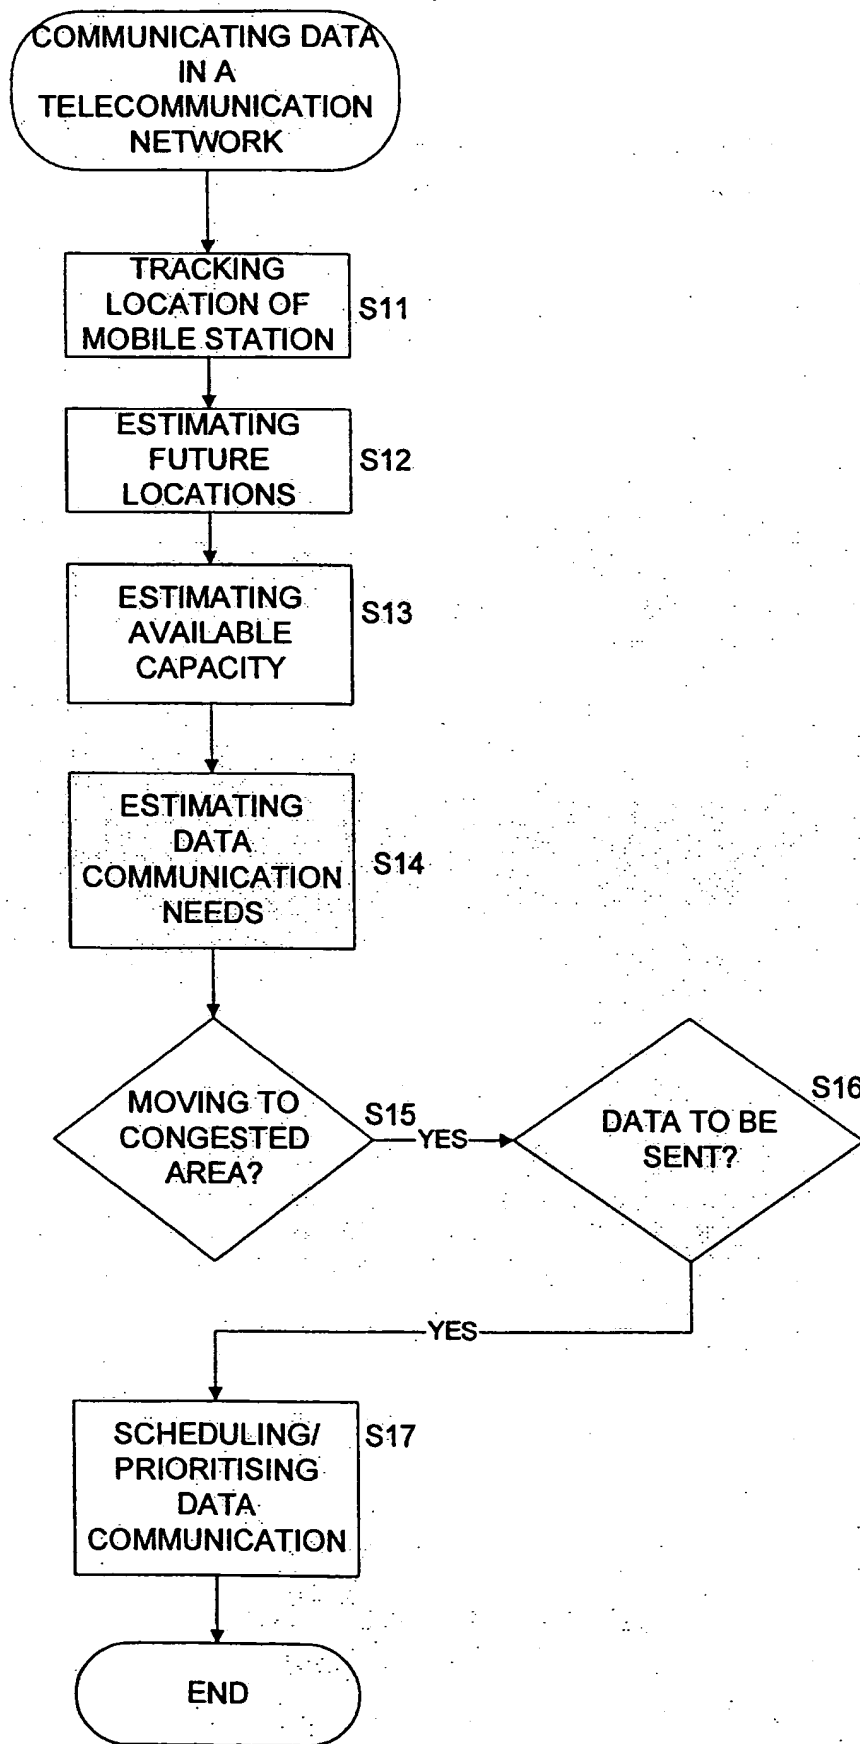 COMMUNICATING DATA
IN A
TELECOMMUNICATION
NETWORK
TRACKING
LOCATION OF
MOBILE STATION
S11
ESTIMATING
FUTURE
LOCATIONS
S12
ESTIMATING
AVAILABLE
CAPACITY
S13
ESTIMATING
DATA
COMMUNICATION
NEEDS
S14
MOVING TO
CONGESTED
AREA?
S15
YES
DATA TO BE
SENT?
S16
YES
SCHEDULING/
PRIORITISING
DATA
COMMUNICATION
S17
END